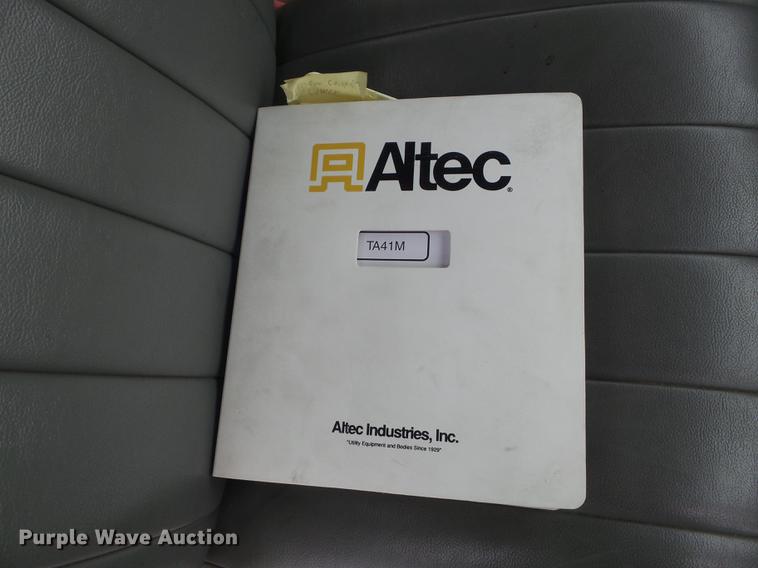 Altec®
TA41M
Altec Industries, Inc.
"Utility Equipment and Bodies Since 1929"
Purple Wave Auction®